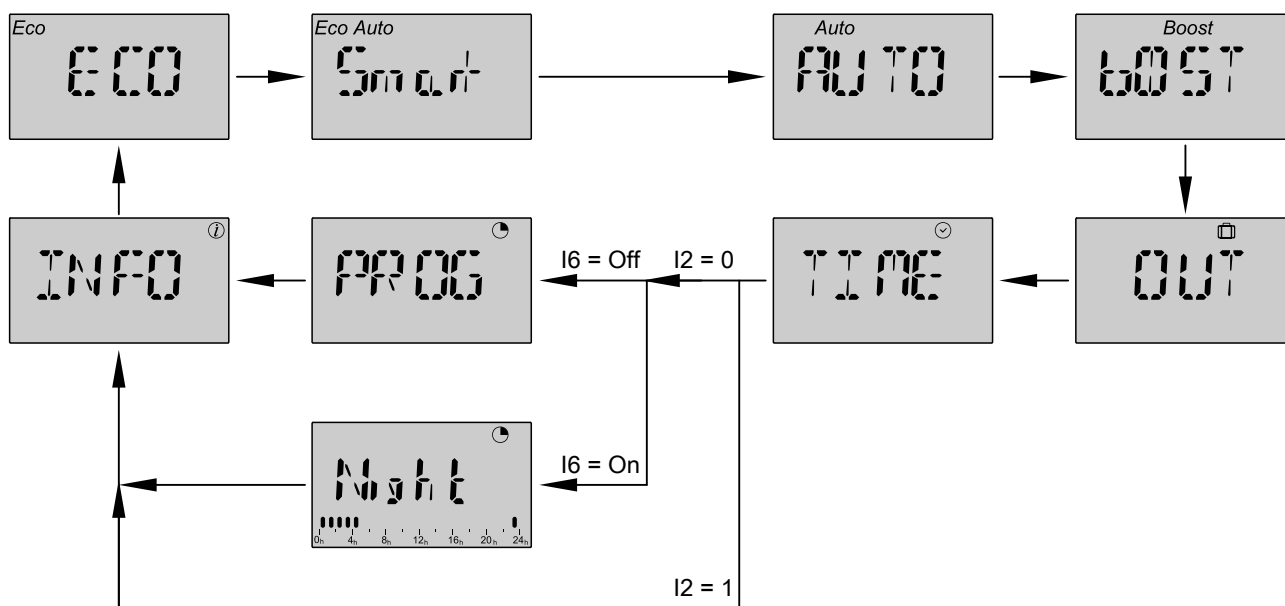 Eco
ECO
Eco Auto
Smart
Auto
AUTO
Boost
bOST
INFO
PROG
I6 = Off
I2 = 0
TIME
OUT
Night
0h 4h 8h 12h 16h 20h 24h
I6 = On
I2 = 1